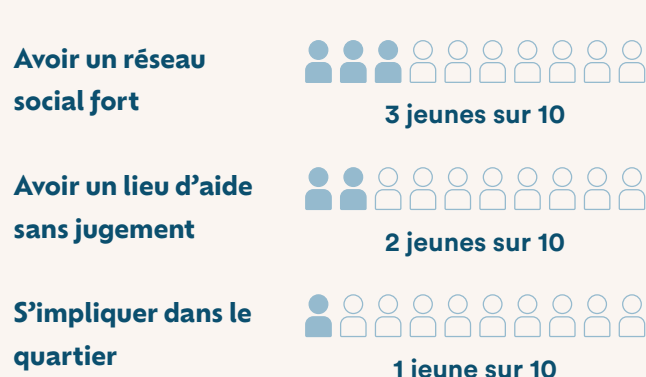 Avoir un réseau
social fort
3 jeunes sur 10
Avoir un lieu d’aide
sans jugement
2 jeunes sur 10
S’impliquer dans le
quartier
1 jeune sur 10